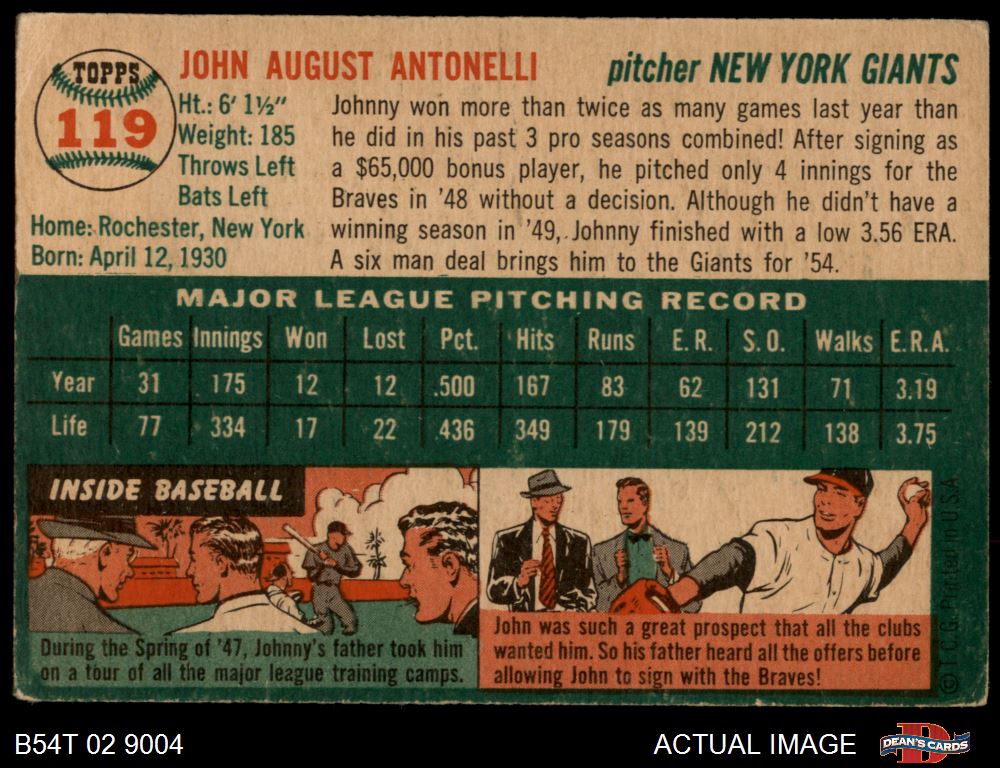 TOPPS
119
JOHN AUGUST ANTONELLI
pitcher NEW YORK GIANTS
Ht.: 6' 1½"
Weight: 185
Throws Left
Bats Left
Home: Rochester, New York
Born: April 12, 1930
Johnny won more than twice as many games last year than
he did in his past 3 pro seasons combined! After signing as
a $65,000 bonus player, he pitched only 4 innings for the
Braves in '48 without a decision. Although he didn't have a
winning season in '49, Johnny finished with a low 3.56 ERA.
A six man deal brings him to the Giants for '54.
MAJOR LEAGUE PITCHING RECORD
Games Innings Won Lost Pct. Hits Runs E.R. S.O. Walks E.R.A.
Year 31 175 12 12 .500 167 83 62 131 71 3.19
Life 77 334 17 22 .436 349 179 139 212 138 3.75
INSIDE BASEBALL
During the Spring of '47, Johnny's father took him
on a tour of all the major league training camps.
John was such a great prospect that all the clubs
wanted him. So his father heard all the offers before
allowing John to sign with the Braves!
© T.C.G. Printed in U.S.A.
B54T 02 9004
ACTUAL IMAGE
DEAN'S CARDS